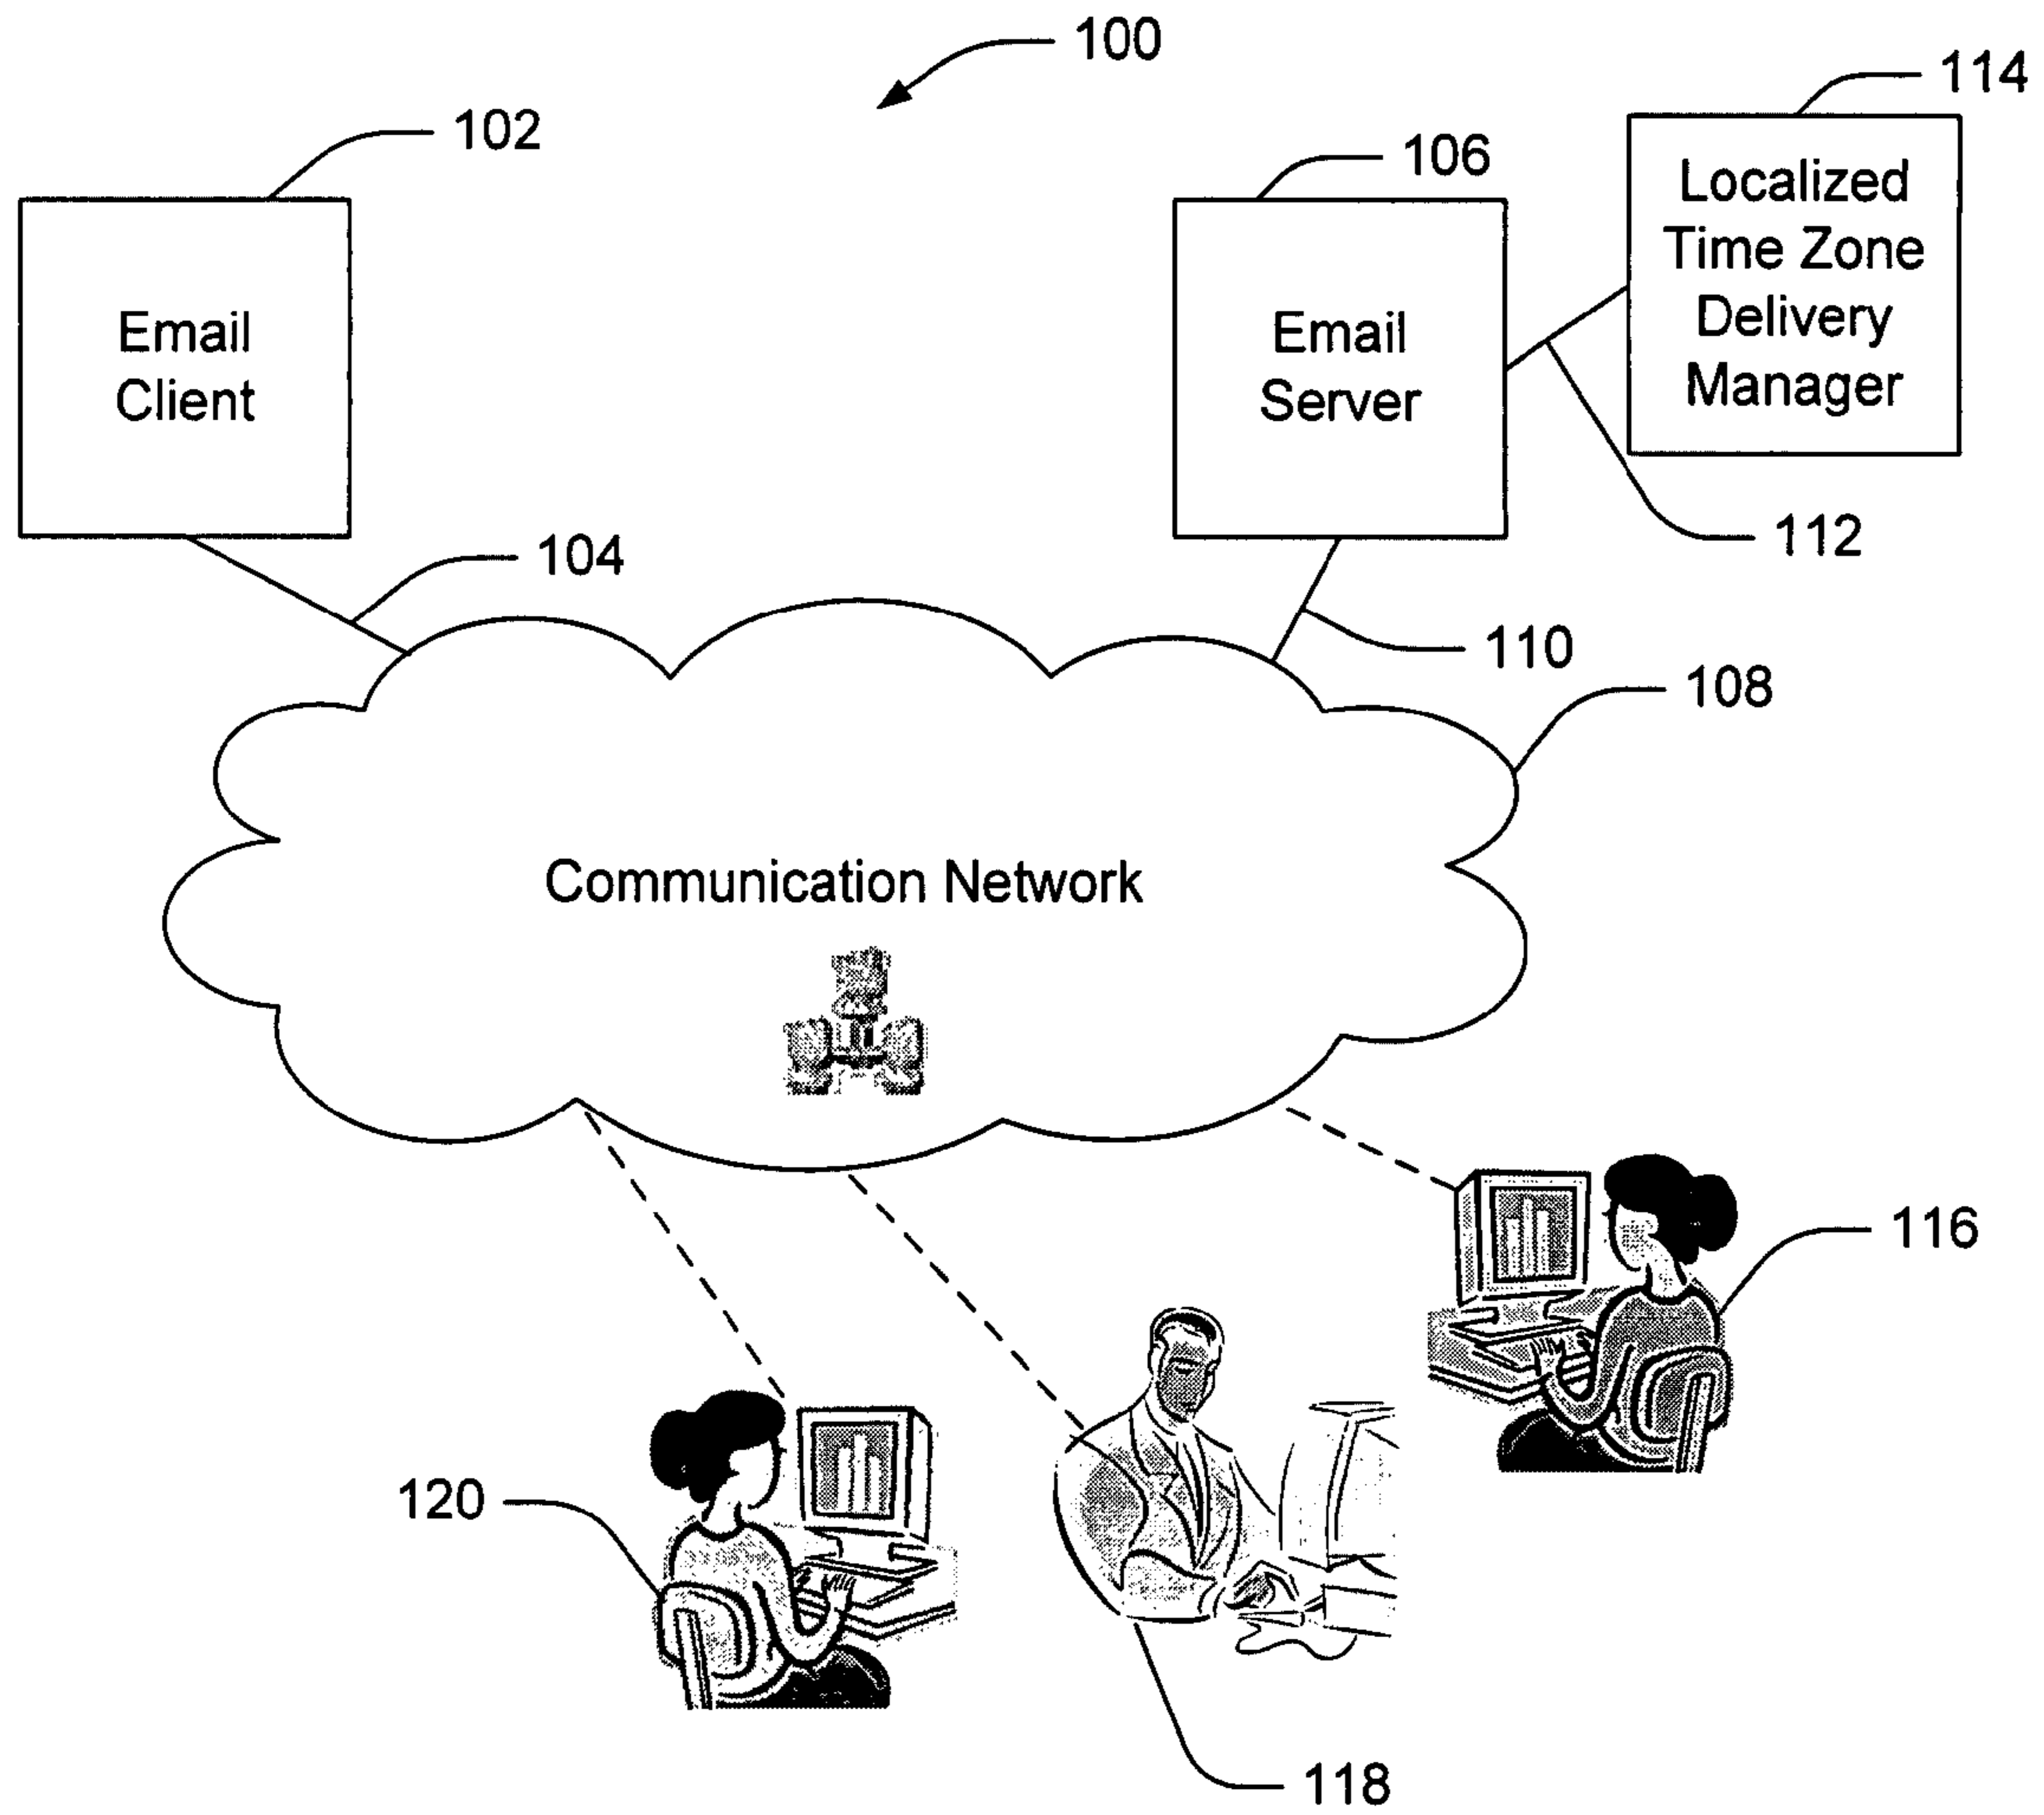 100
114
102
106
Localized
Time Zone
Delivery
Manager
Email
Client
Email
Server
112
104
110
108
Communication Network
116
120
118